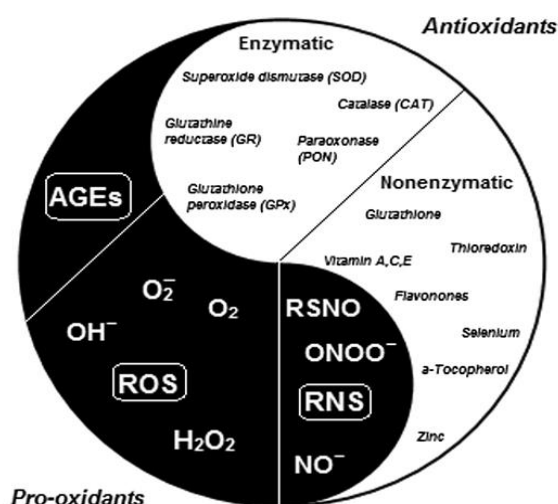 Antioxidants
Enzymatic
Superoxide dismutase (SOD)
Catalase (CAT)
Glutathine
reductase (GR)
Paraoxonase
(PON)
Glutathione
peroxidase (GPx)
Nonenzymatic
Glutathione
Thioredoxin
Vitamin A,C,E
Flavonones
Selenium
a-Tocopherol
Zinc
AGEs
O₂⁻
O₂
OH⁻
ROS
H₂O₂
RSNO
ONOO⁻
RNS
NO⁻
Pro-oxidants